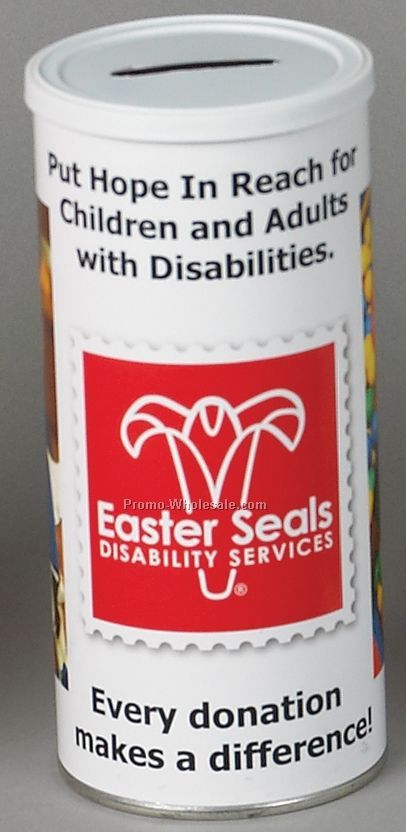 Put Hope In Reach for
Children and Adults
with Disabilities.
Promo-Wholesale.com
Easter Seals
DISABILITY SERVICES
®
Every donation
makes a difference!